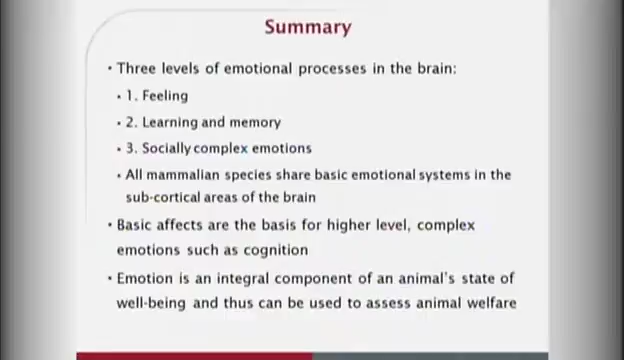 Summary
• Three levels of emotional processes in the brain:
• 1. Feeling
• 2. Learning and memory
• 3. Socially complex emotions
• All mammalian species share basic emotional systems in the
sub-cortical areas of the brain
• Basic affects are the basis for higher level, complex
emotions such as cognition
• Emotion is an integral component of an animal's state of
well-being and thus can be used to assess animal welfare